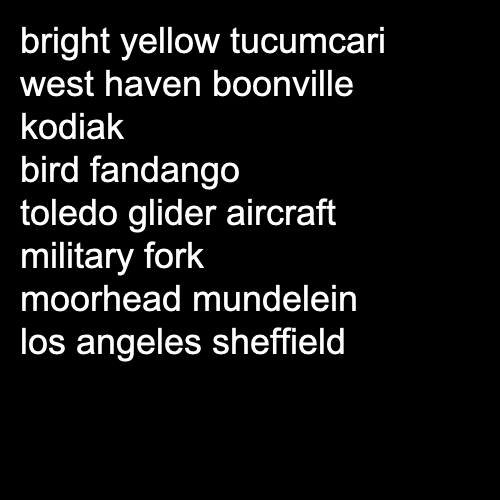 bright yellow tucumcari
west haven boonville
kodiak
bird fandango
toledo glider aircraft
military fork
moorhead mundelein
los angeles sheffield